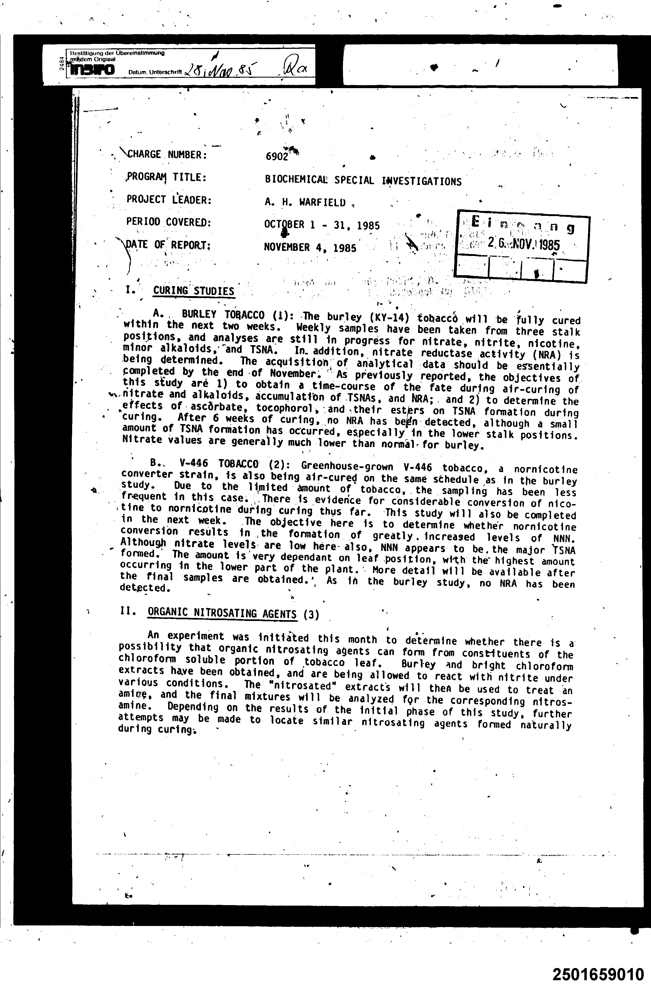 2484
Bestätigung der Übereinstimmung
mit dem Original
INBIFO Datum, Unterschrift 28. Nov. 85
CHARGE NUMBER: 6902
PROGRAM TITLE: BIOCHEMICAL SPECIAL INVESTIGATIONS
PROJECT LEADER: A. H. WARFIELD
PERIOD COVERED: OCTOBER 1 - 31, 1985
DATE OF REPORT: NOVEMBER 4, 1985
Eingang
26. NOV. 1985
I. CURING STUDIES
A. BURLEY TOBACCO (1): The burley (KY-14) tobacco will be fully cured
within the next two weeks. Weekly samples have been taken from three stalk
positions, and analyses are still in progress for nitrate, nitrite, nicotine,
minor alkaloids, and TSNA. In addition, nitrate reductase activity (NRA) is
being determined. The acquisition of analytical data should be essentially
completed by the end of November. As previously reported, the objectives of
this study are 1) to obtain a time-course of the fate during air-curing of
nitrate and alkaloids, accumulation of TSNAs, and NRA; and 2) to determine the
effects of ascorbate, tocophorol, and their esters on TSNA formation during
curing. After 6 weeks of curing, no NRA has been detected, although a small
amount of TSNA formation has occurred, especially in the lower stalk positions.
Nitrate values are generally much lower than normal for burley.
B. V-446 TOBACCO (2): Greenhouse-grown V-446 tobacco, a nornicotine
converter strain, is also being air-cured on the same schedule as in the burley
study. Due to the limited amount of tobacco, the sampling has been less
frequent in this case. There is evidence for considerable conversion of nico-
tine to nornicotine during curing thus far. This study will also be completed
in the next week. The objective here is to determine whether nornicotine
conversion results in the formation of greatly increased levels of NNN.
Although nitrate levels are low here also, NNN appears to be the major TSNA
formed. The amount is very dependant on leaf position, with the highest amount
occurring in the lower part of the plant. More detail will be available after
the final samples are obtained. As in the burley study, no NRA has been
detected.
II. ORGANIC NITROSATING AGENTS (3)
An experiment was initiated this month to determine whether there is a
possibility that organic nitrosating agents can form from constituents of the
chloroform soluble portion of tobacco leaf. Burley and bright chloroform
extracts have been obtained, and are being allowed to react with nitrite under
various conditions. The "nitrosated" extracts will then be used to treat an
amine, and the final mixtures will be analyzed for the corresponding nitros-
amine. Depending on the results of the initial phase of this study, further
attempts may be made to locate similar nitrosating agents formed naturally
during curing.
2501659010